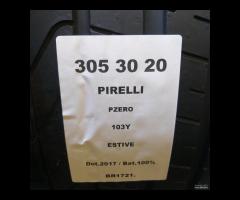 305 30 20
PIRELLI
PZERO
103Y
ESTIVE
Dot.2017 / Bat.100%
BR1721.